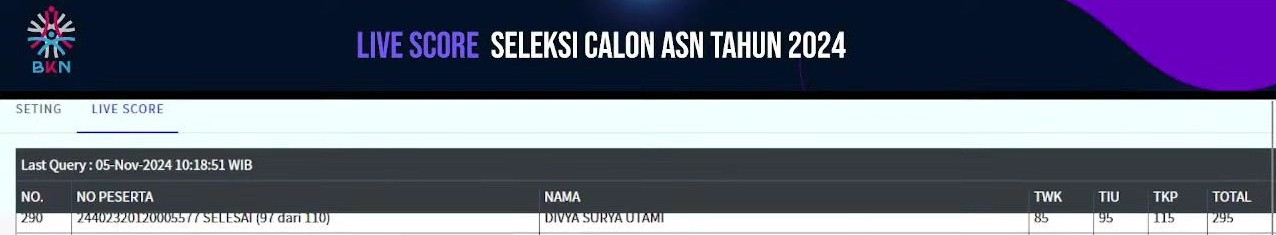 BKN
LIVE SCORE SELEKSI CALON ASN TAHUN 2024
SETING LIVE SCORE
Last Query : 05-Nov-2024 10:18:51 WIB
NO. NO PESERTA NAMA TWK TIU TKP TOTAL
290 24402320120005577 SELESAI (97 dari 110) DIVYA SURYA UTAMI 85 95 115 295